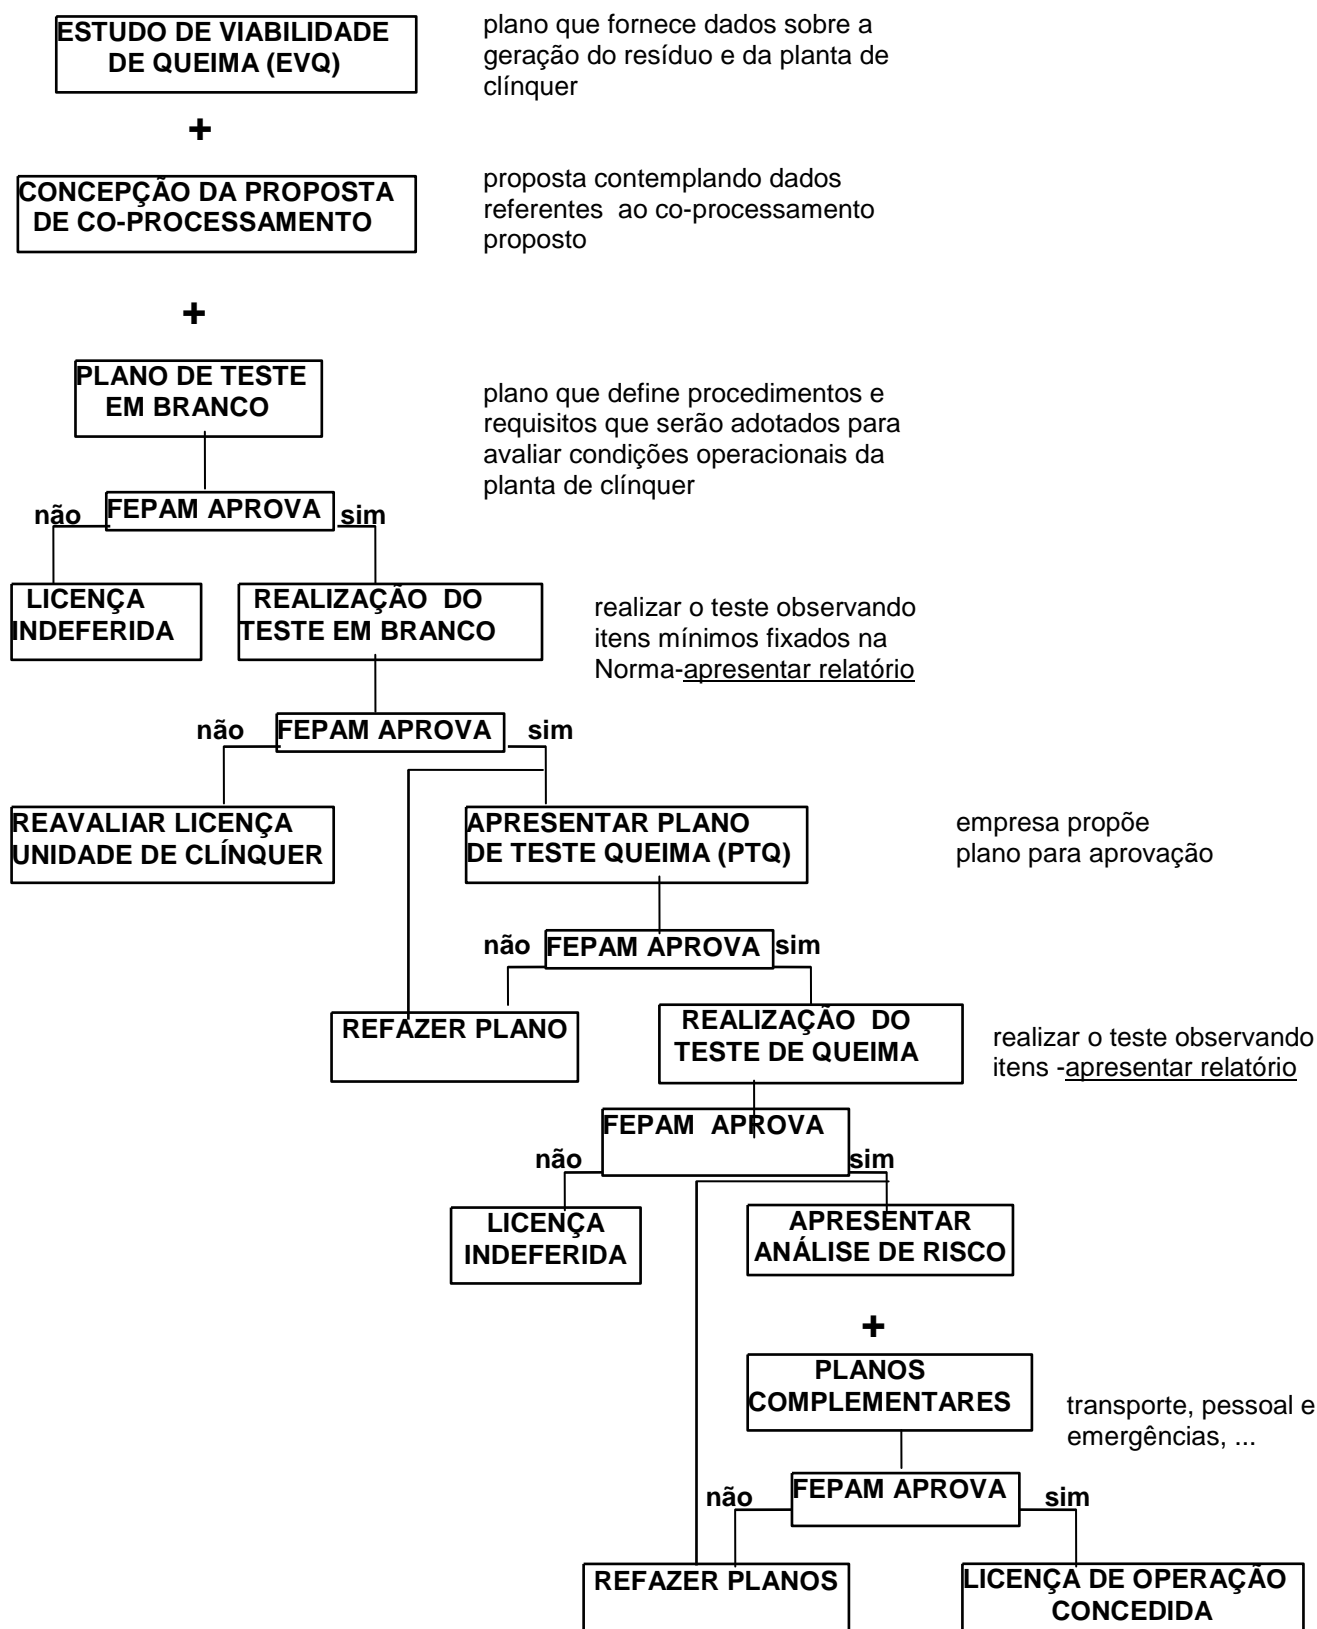 ESTUDO DE VIABILIDADE
DE QUEIMA (EVQ)
plano que fornece dados sobre a
geração do resíduo e da planta de
clínquer
+
CONCEPÇÃO DA PROPOSTA
DE CO-PROCESSAMENTO
proposta contemplando dados
referentes ao co-processamento
proposto
+
PLANO DE TESTE
EM BRANCO
plano que define procedimentos e
requisitos que serão adotados para
avaliar condições operacionais da
planta de clínquer
não FEPAM APROVA sim
LICENÇA
INDEFERIDA
REALIZAÇÃO DO
TESTE EM BRANCO
realizar o teste observando
itens mínimos fixados na
Norma-apresentar relatório
não FEPAM APROVA sim
REAVALIAR LICENÇA
UNIDADE DE CLÍNQUER
APRESENTAR PLANO
DE TESTE QUEIMA (PTQ)
empresa propõe
plano para aprovação
não FEPAM APROVA sim
REFAZER PLANO
REALIZAÇÃO DO
TESTE DE QUEIMA
realizar o teste observando
itens -apresentar relatório
FEPAM APROVA
não sim
LICENÇA
INDEFERIDA
APRESENTAR
ANÁLISE DE RISCO
+
PLANOS
COMPLEMENTARES
transporte, pessoal e
emergências, ...
não FEPAM APROVA sim
REFAZER PLANOS
LICENÇA DE OPERAÇÃO
CONCEDIDA